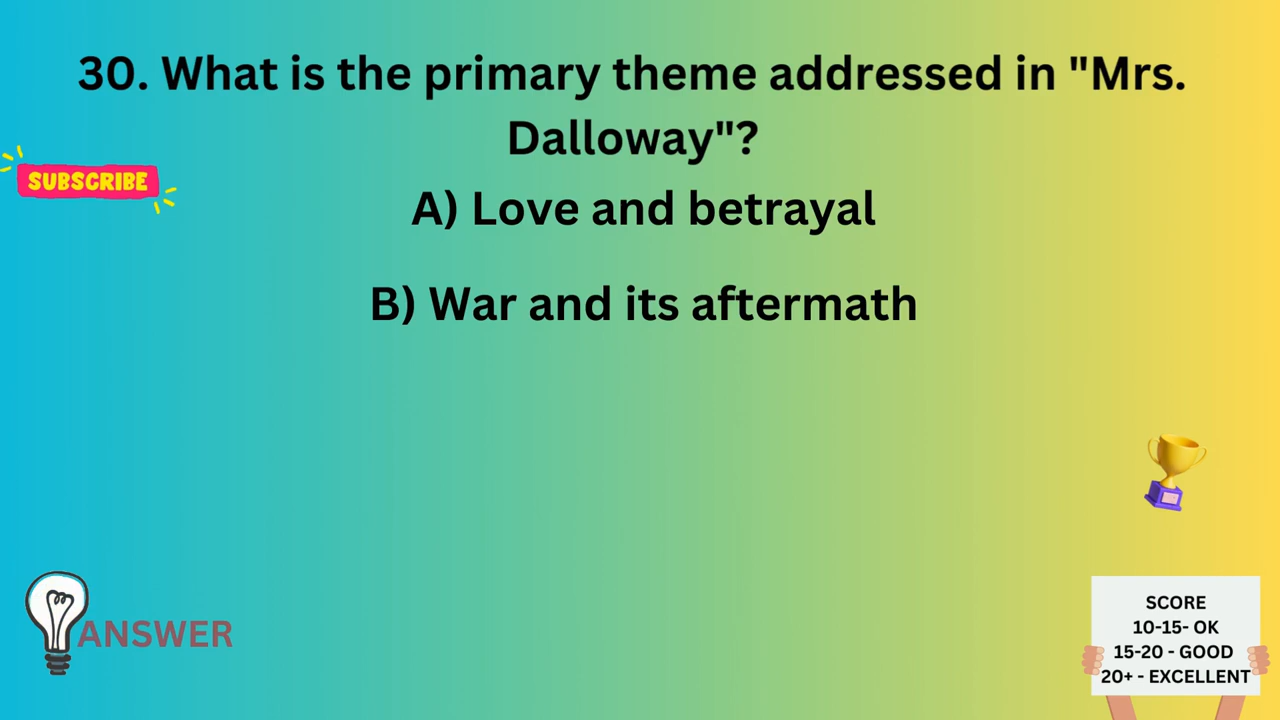 30. What is the primary theme addressed in "Mrs.
Dalloway"?
SUBSCRIBE
A) Love and betrayal
B) War and its aftermath
ANSWER
SCORE
10-15- OK
15-20 - GOOD
20+ - EXCELLENT